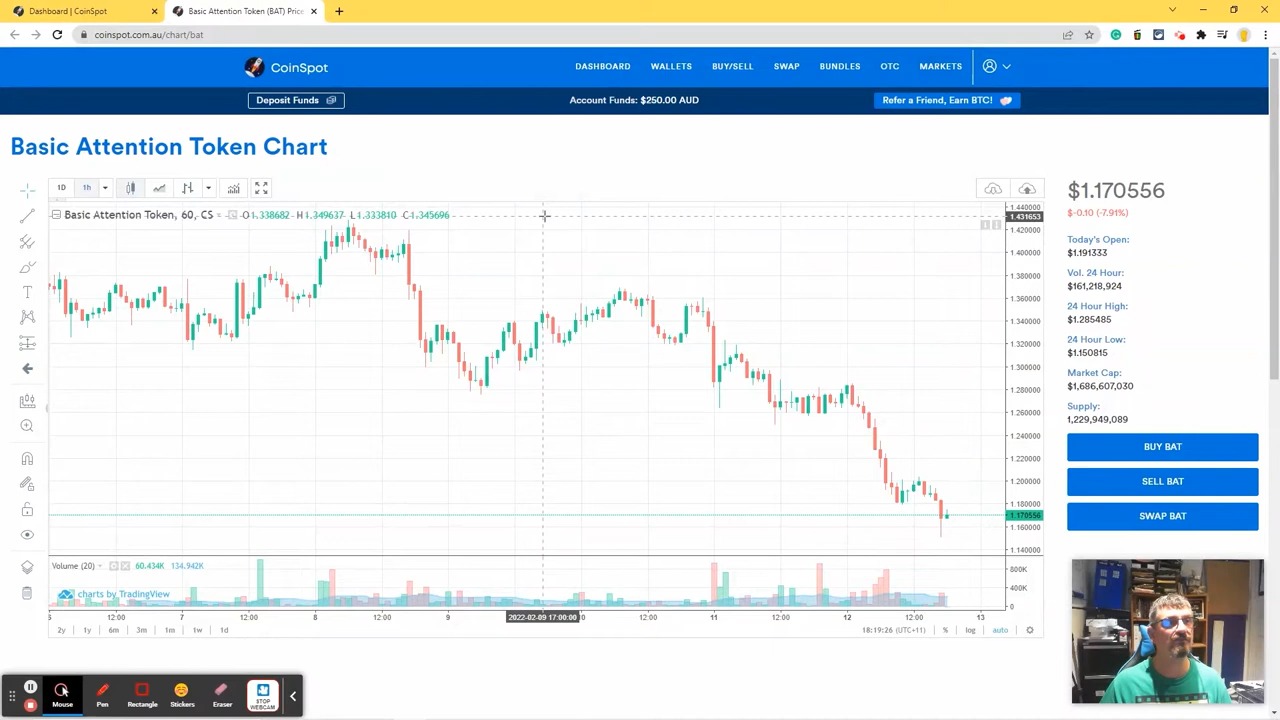 Dashboard | CoinSpot
Basic Attention Token (BAT) Price
coinspot.com.au/chart/bat
CoinSpot
DASHBOARD WALLETS BUY/SELL SWAP BUNDLES OTC MARKETS
Deposit Funds
Account Funds: $250.00 AUD
Refer a Friend, Earn BTC!
Basic Attention Token Chart
1D 1h
Basic Attention Token, 60, CS
O1.338682 H1.349637 L1.333810 C1.345696
1.440000
1.431653
1.420000
1.400000
1.380000
1.360000
1.340000
1.320000
1.300000
1.280000
1.260000
1.240000
1.220000
1.200000
1.180000
1.170556
1.160000
1.140000
Volume (20) 60.434K 134.942K
800K
400K
0
charts by TradingView
12:00 7 12:00 8 12:00 9 2022-02-09 17:00:00 0 12:00 11 12:00 12 12:00 13
2y 1y 6m 3m 1m 1w 1d
18:19:26 (UTC+11) % log auto
$1.170556
$-0.10 (-7.91%)
Today's Open:
$1.191333
Vol. 24 Hour:
$161,218,924
24 Hour High:
$1.285485
24 Hour Low:
$1.150815
Market Cap:
$1,686,607,030
Supply:
1,229,949,089
BUY BAT
SELL BAT
SWAP BAT
Mouse Pen Rectangle Stickers Eraser STOP WEBCAM